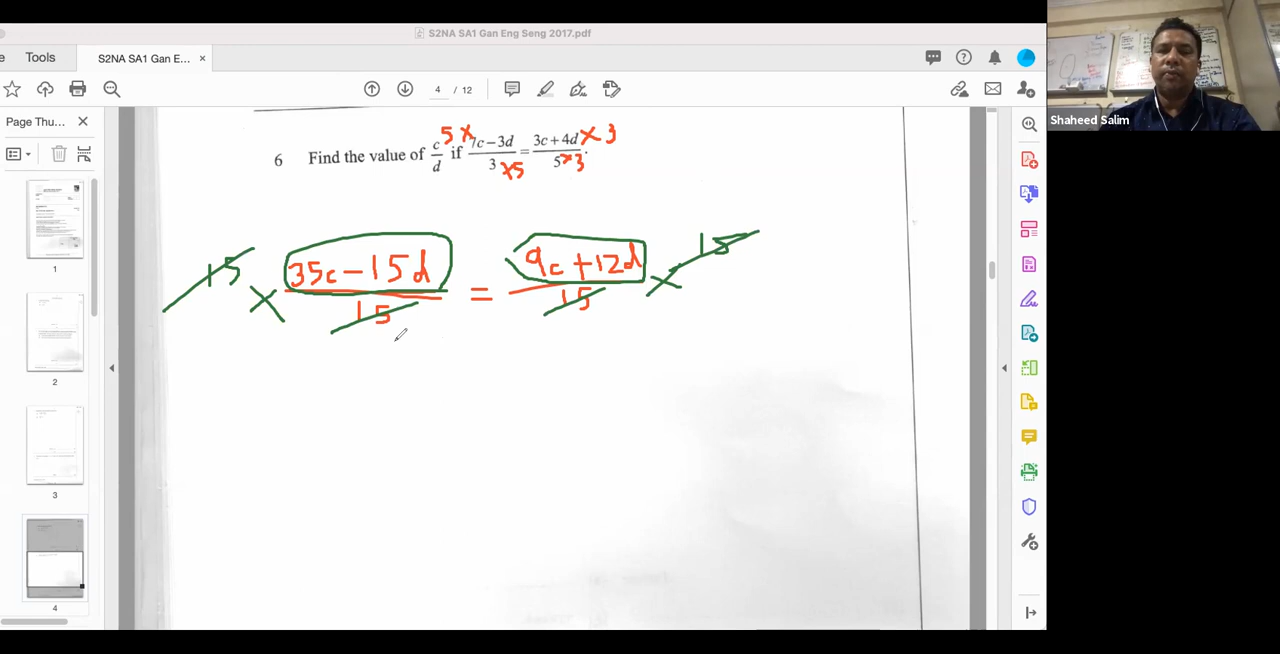 S2NA SA1 Gan Eng Seng 2017.pdf
e Tools S2NA SA1 Gan E... ×
4 / 12
Page Thu...
1
2
3
4
6 Find the value of c/d if (7c − 3d)/3 = (3c + 4d)/5.
5 × × 3
×5 ×3
15 × (35c − 15d)/15 = (9c + 12d)/15 × 15
Shaheed Salim